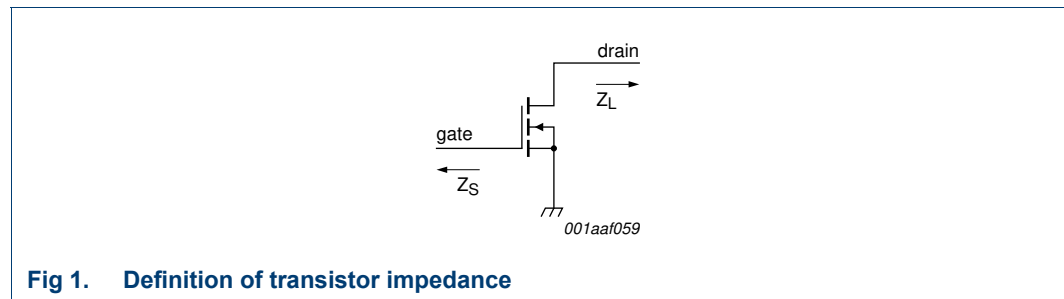 drain
Z_L
gate
Z_S
001aaf059
Fig 1. Definition of transistor impedance